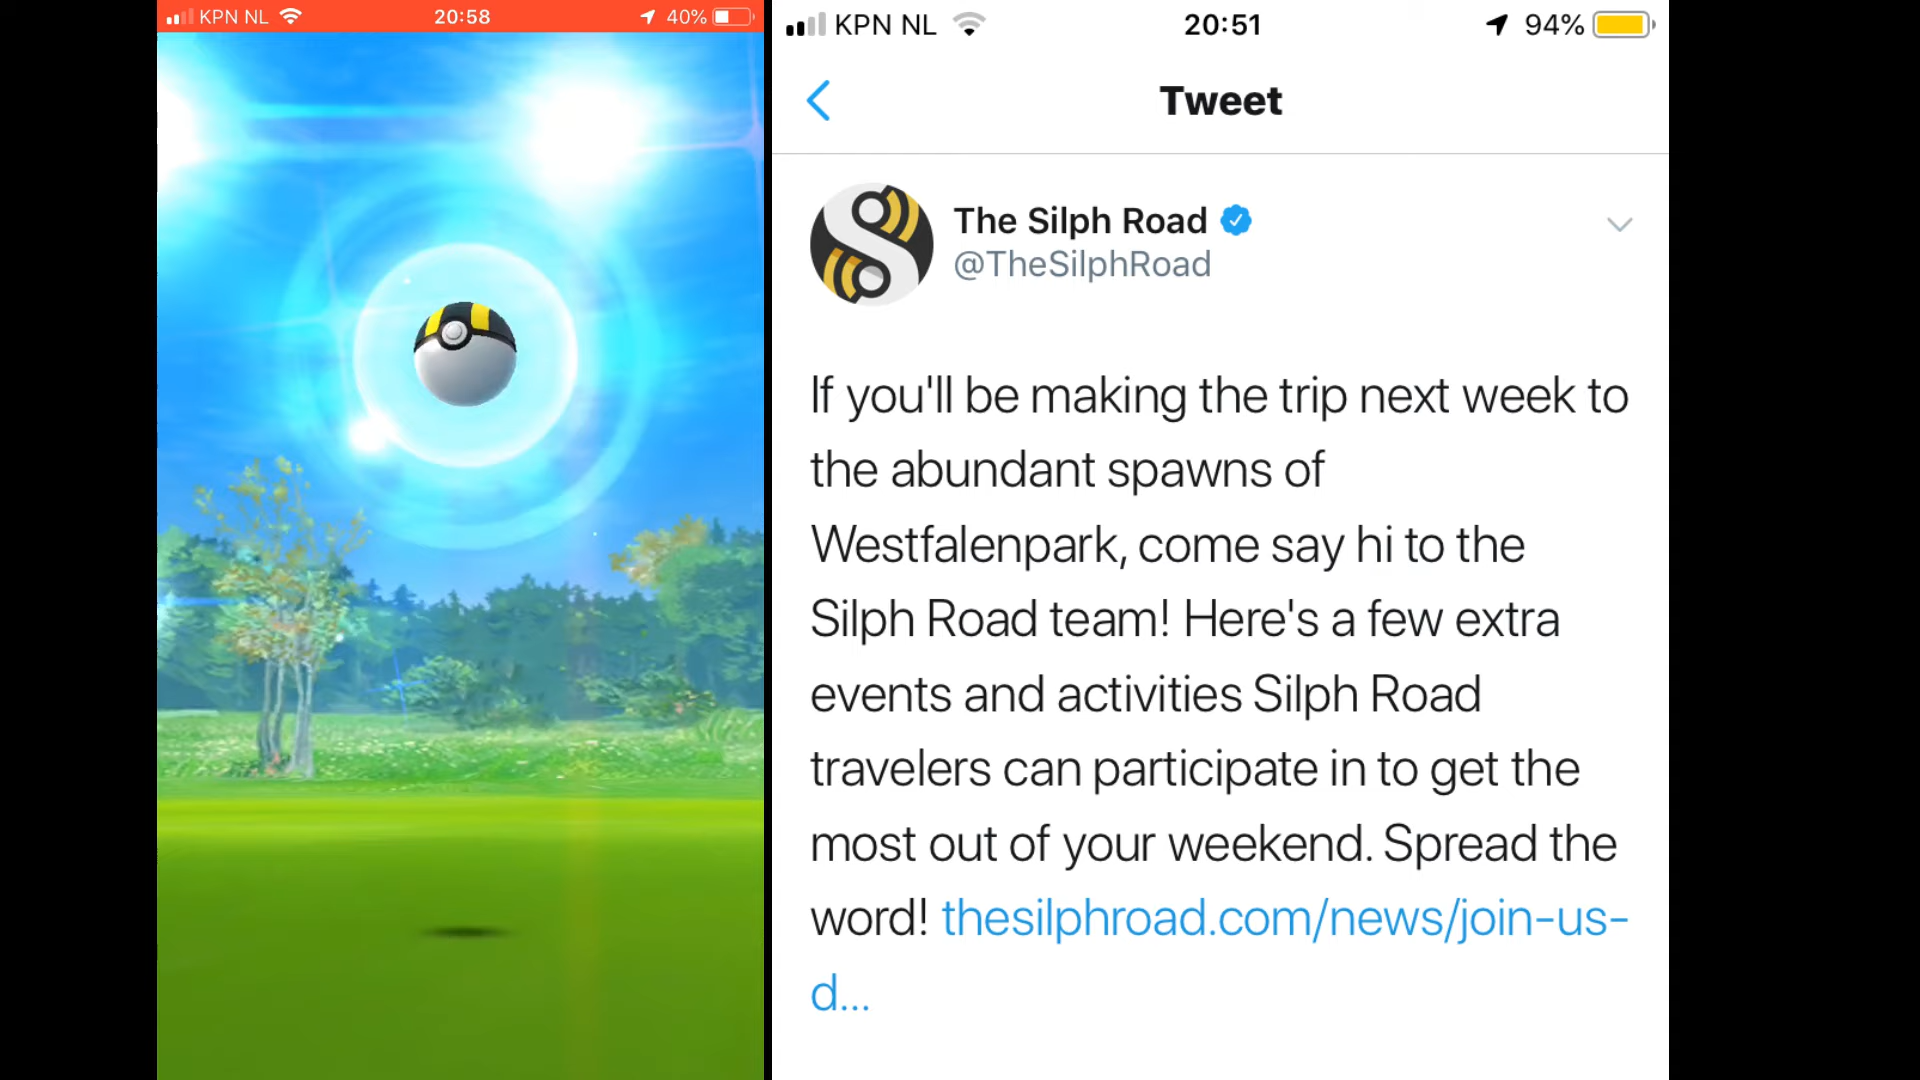 KPN NL 20:58 40%
KPN NL 20:51 94%
Tweet
The Silph Road
@TheSilphRoad
If you'll be making the trip next week to
the abundant spawns of
Westfalenpark, come say hi to the
Silph Road team! Here's a few extra
events and activities Silph Road
travelers can participate in to get the
most out of your weekend. Spread the
word! thesilphroad.com/news/join-us-
d...